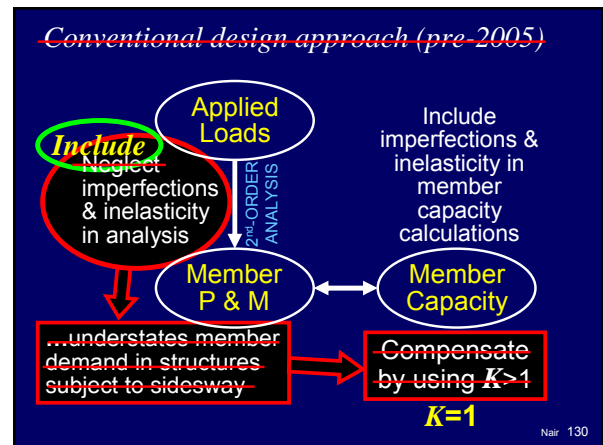 Conventional design approach (pre-2005)
Applied
Loads
Include
Neglect
imperfections
& inelasticity
in analysis
2nd-ORDER
ANALYSIS
Include
imperfections &
inelasticity in
member
capacity
calculations
Member
P & M
Member
Capacity
...understates member
demand in structures
subject to sidesway
Compensate
by using K>1
K=1
Nair 130